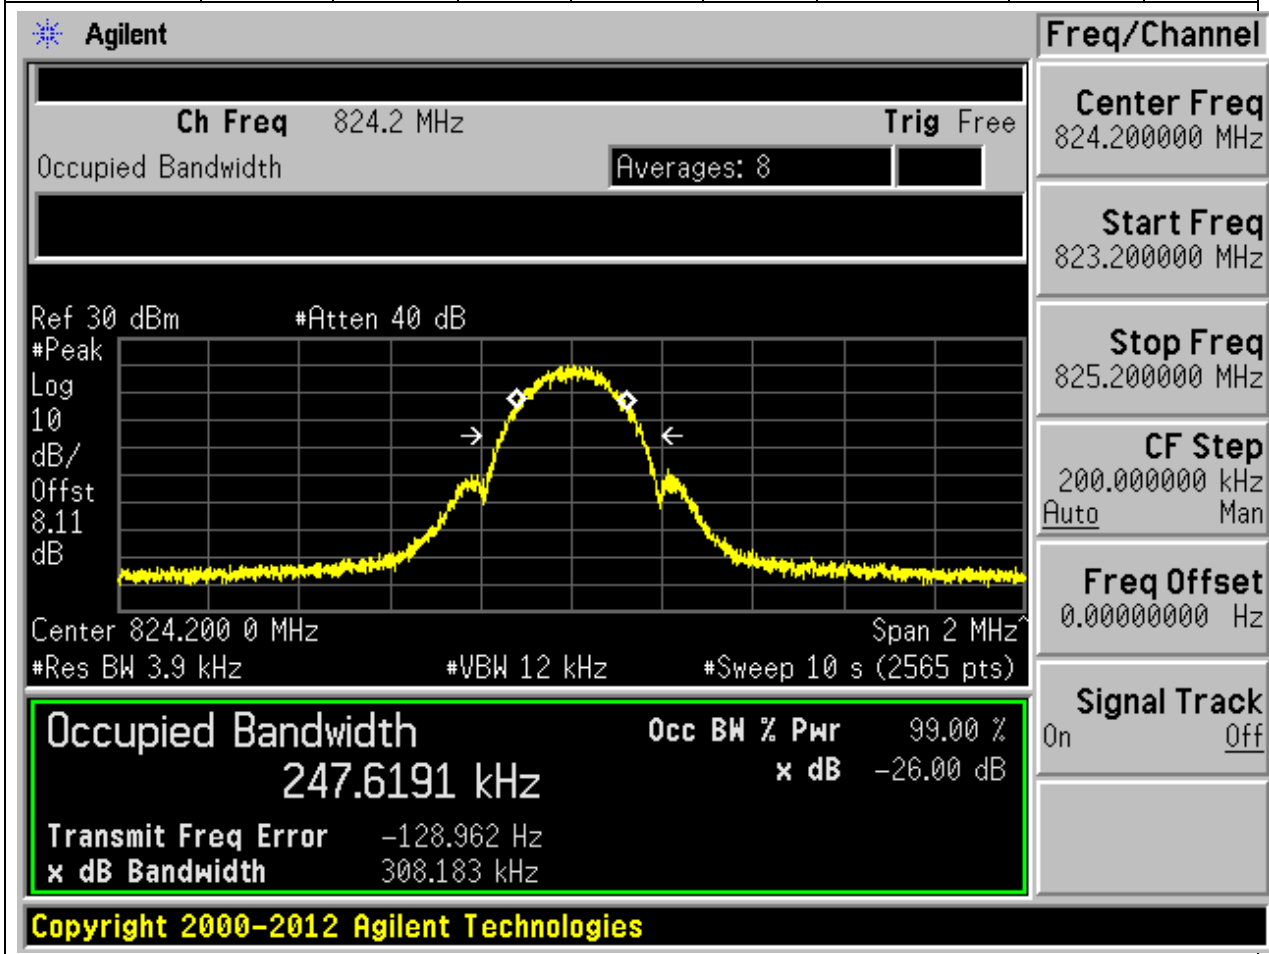 Agilent
Freq/Channel
Ch Freq 824.2 MHz Trig Free
Occupied Bandwidth Averages: 8
Center Freq
824.200000 MHz
Start Freq
823.200000 MHz
Stop Freq
825.200000 MHz
CF Step
200.000000 kHz
Auto Man
Freq Offset
0.00000000 Hz
Signal Track
On Off
Ref 30 dBm #Atten 40 dB
#Peak
Log
10
dB/
Offst
8.11
dB
Center 824.200 0 MHz Span 2 MHz^
#Res BW 3.9 kHz #VBW 12 kHz #Sweep 10 s (2565 pts)
Occupied Bandwidth Occ BW % Pwr 99.00 %
247.6191 kHz x dB -26.00 dB
Transmit Freq Error -128.962 Hz
x dB Bandwidth 308.183 kHz
Copyright 2000-2012 Agilent Technologies